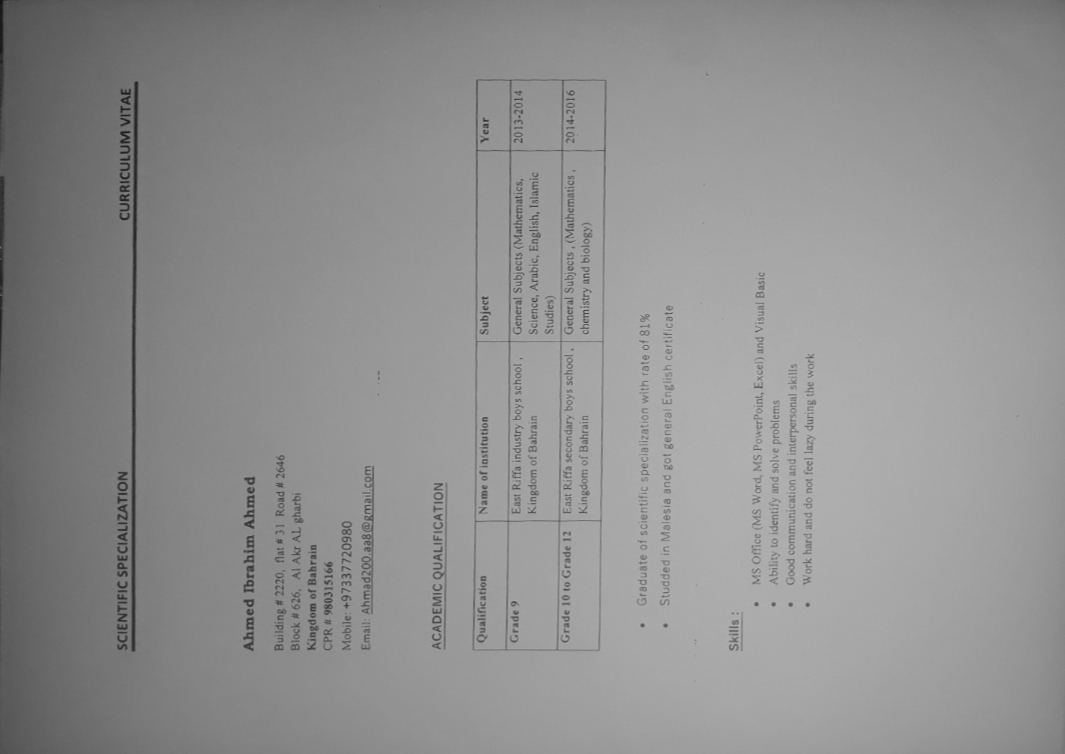 SCIENTIFIC SPECIALIZATION CURRICULUM VITAE
Ahmed Ibrahim Ahmed
Building # 2220, flat # 31 Road # 2646
Block # 626, Al Akr AL gharbi
Kingdom of Bahrain
CPR # 980315166
Mobile: +97337720980
Email: Ahmad200.aa8@gmail.com
ACADEMIC QUALIFICATION
Qualification Name of institution Subject Year
Grade 9 East Riffa industry boys school , General Subjects (Mathematics, 2013-2014
Kingdom of Bahrain Science, Arabic, English, Islamic
Studies)
Grade 10 to Grade 12 East Riffa secondary boys school , General Subjects , (Mathematics , 2014-2016
Kingdom of Bahrain chemistry and biology)
• Graduate of scientific specialization with rate of 81%
• Studded in Malesia and got general English certificate
Skills :
• MS Office (MS Word, MS PowerPoint, Excel) and Visual Basic
• Ability to identify and solve problems
• Good communication and interpersonal skills
• Work hard and do not feel lazy during the work